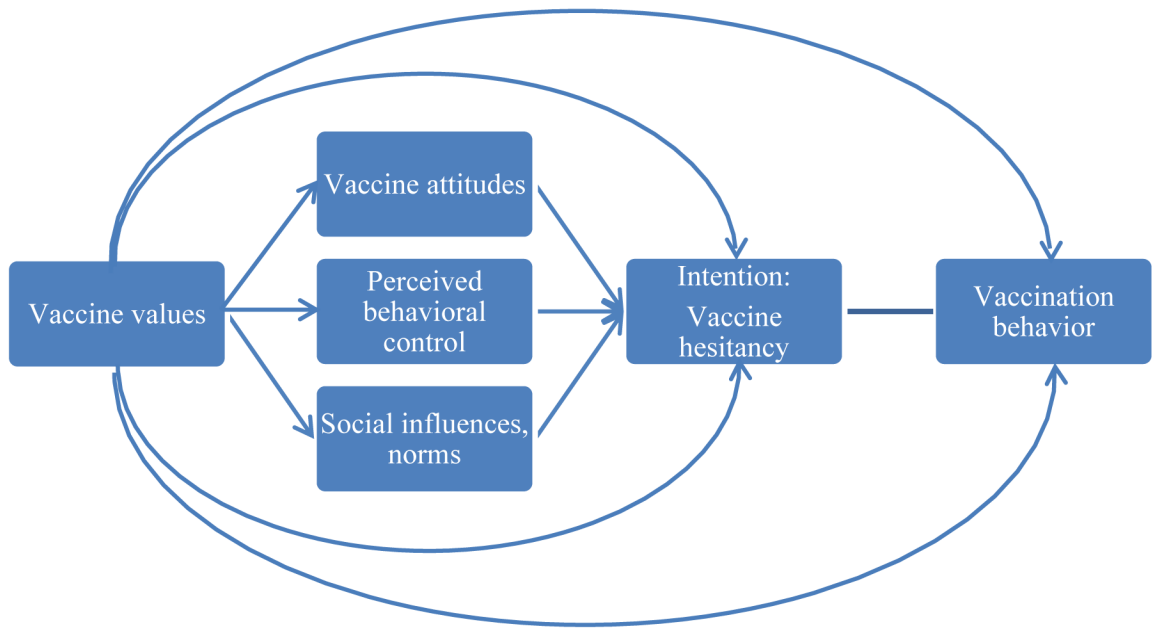 Vaccine attitudes
Vaccine values
Perceived
behavioral
control
Social influences,
norms
Intention:
Vaccine
hesitancy
Vaccination
behavior